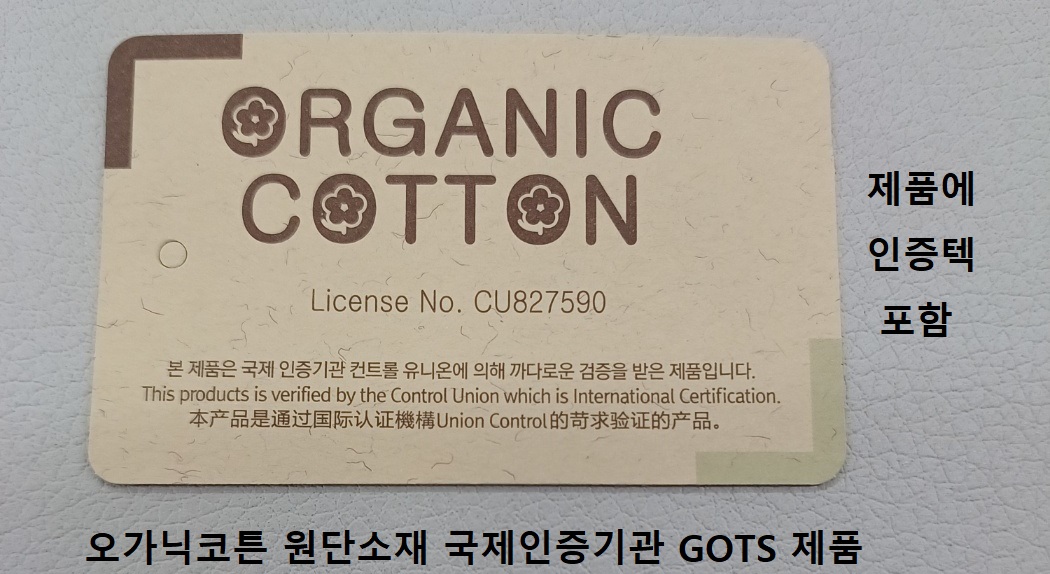 ORGANIC
COTTON
License No. CU827590
본 제품은 국제 인증기관 컨트롤 유니온에 의해 까다로운 검증을 받은 제품입니다.
This products is verified by the Control Union which is International Certification.
本产品是通过国际认证機構Union Control的苛求验证的产品。
제품에
인증텍
포함
오가닉코튼 원단소재 국제인증기관 GOTS 제품